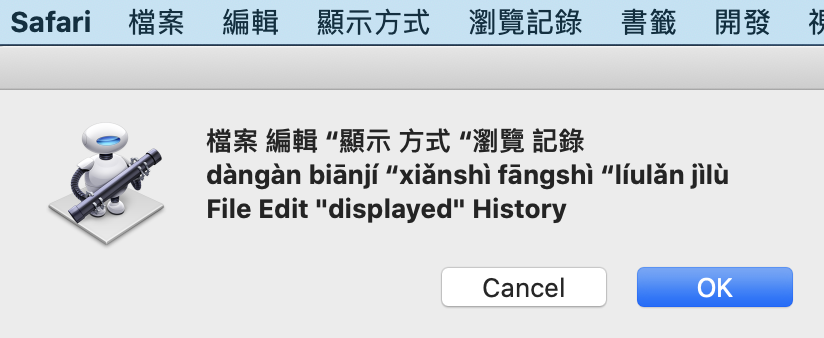 Safari 檔案 編輯 顯示方式 瀏覽記錄 書籤 開發
檔案 編輯 “顯示 方式 “瀏覽 記錄
dàngàn biānjí “xiǎnshì fāngshì “líulǎn jìlù
File Edit "displayed" History
Cancel OK